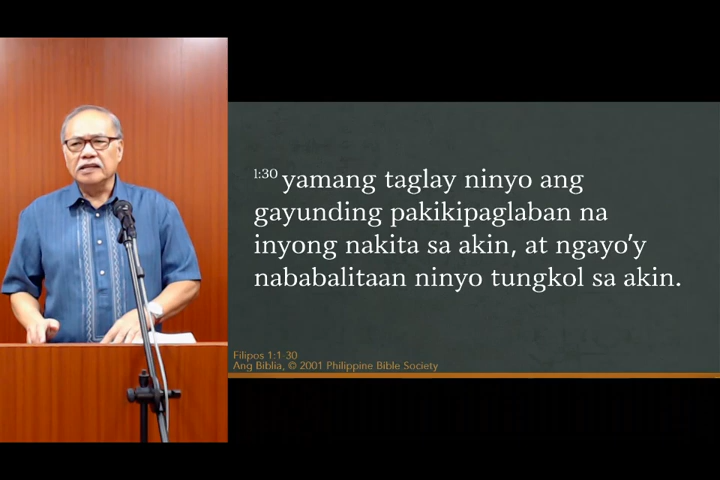 1:30 yamang taglay ninyo ang
gayunding pakikipaglaban na
inyong nakita sa akin, at ngayo’y
nababalitaan ninyo tungkol sa akin.
Filipos 1:1-30
Ang Biblia, © 2001 Philippine Bible Society